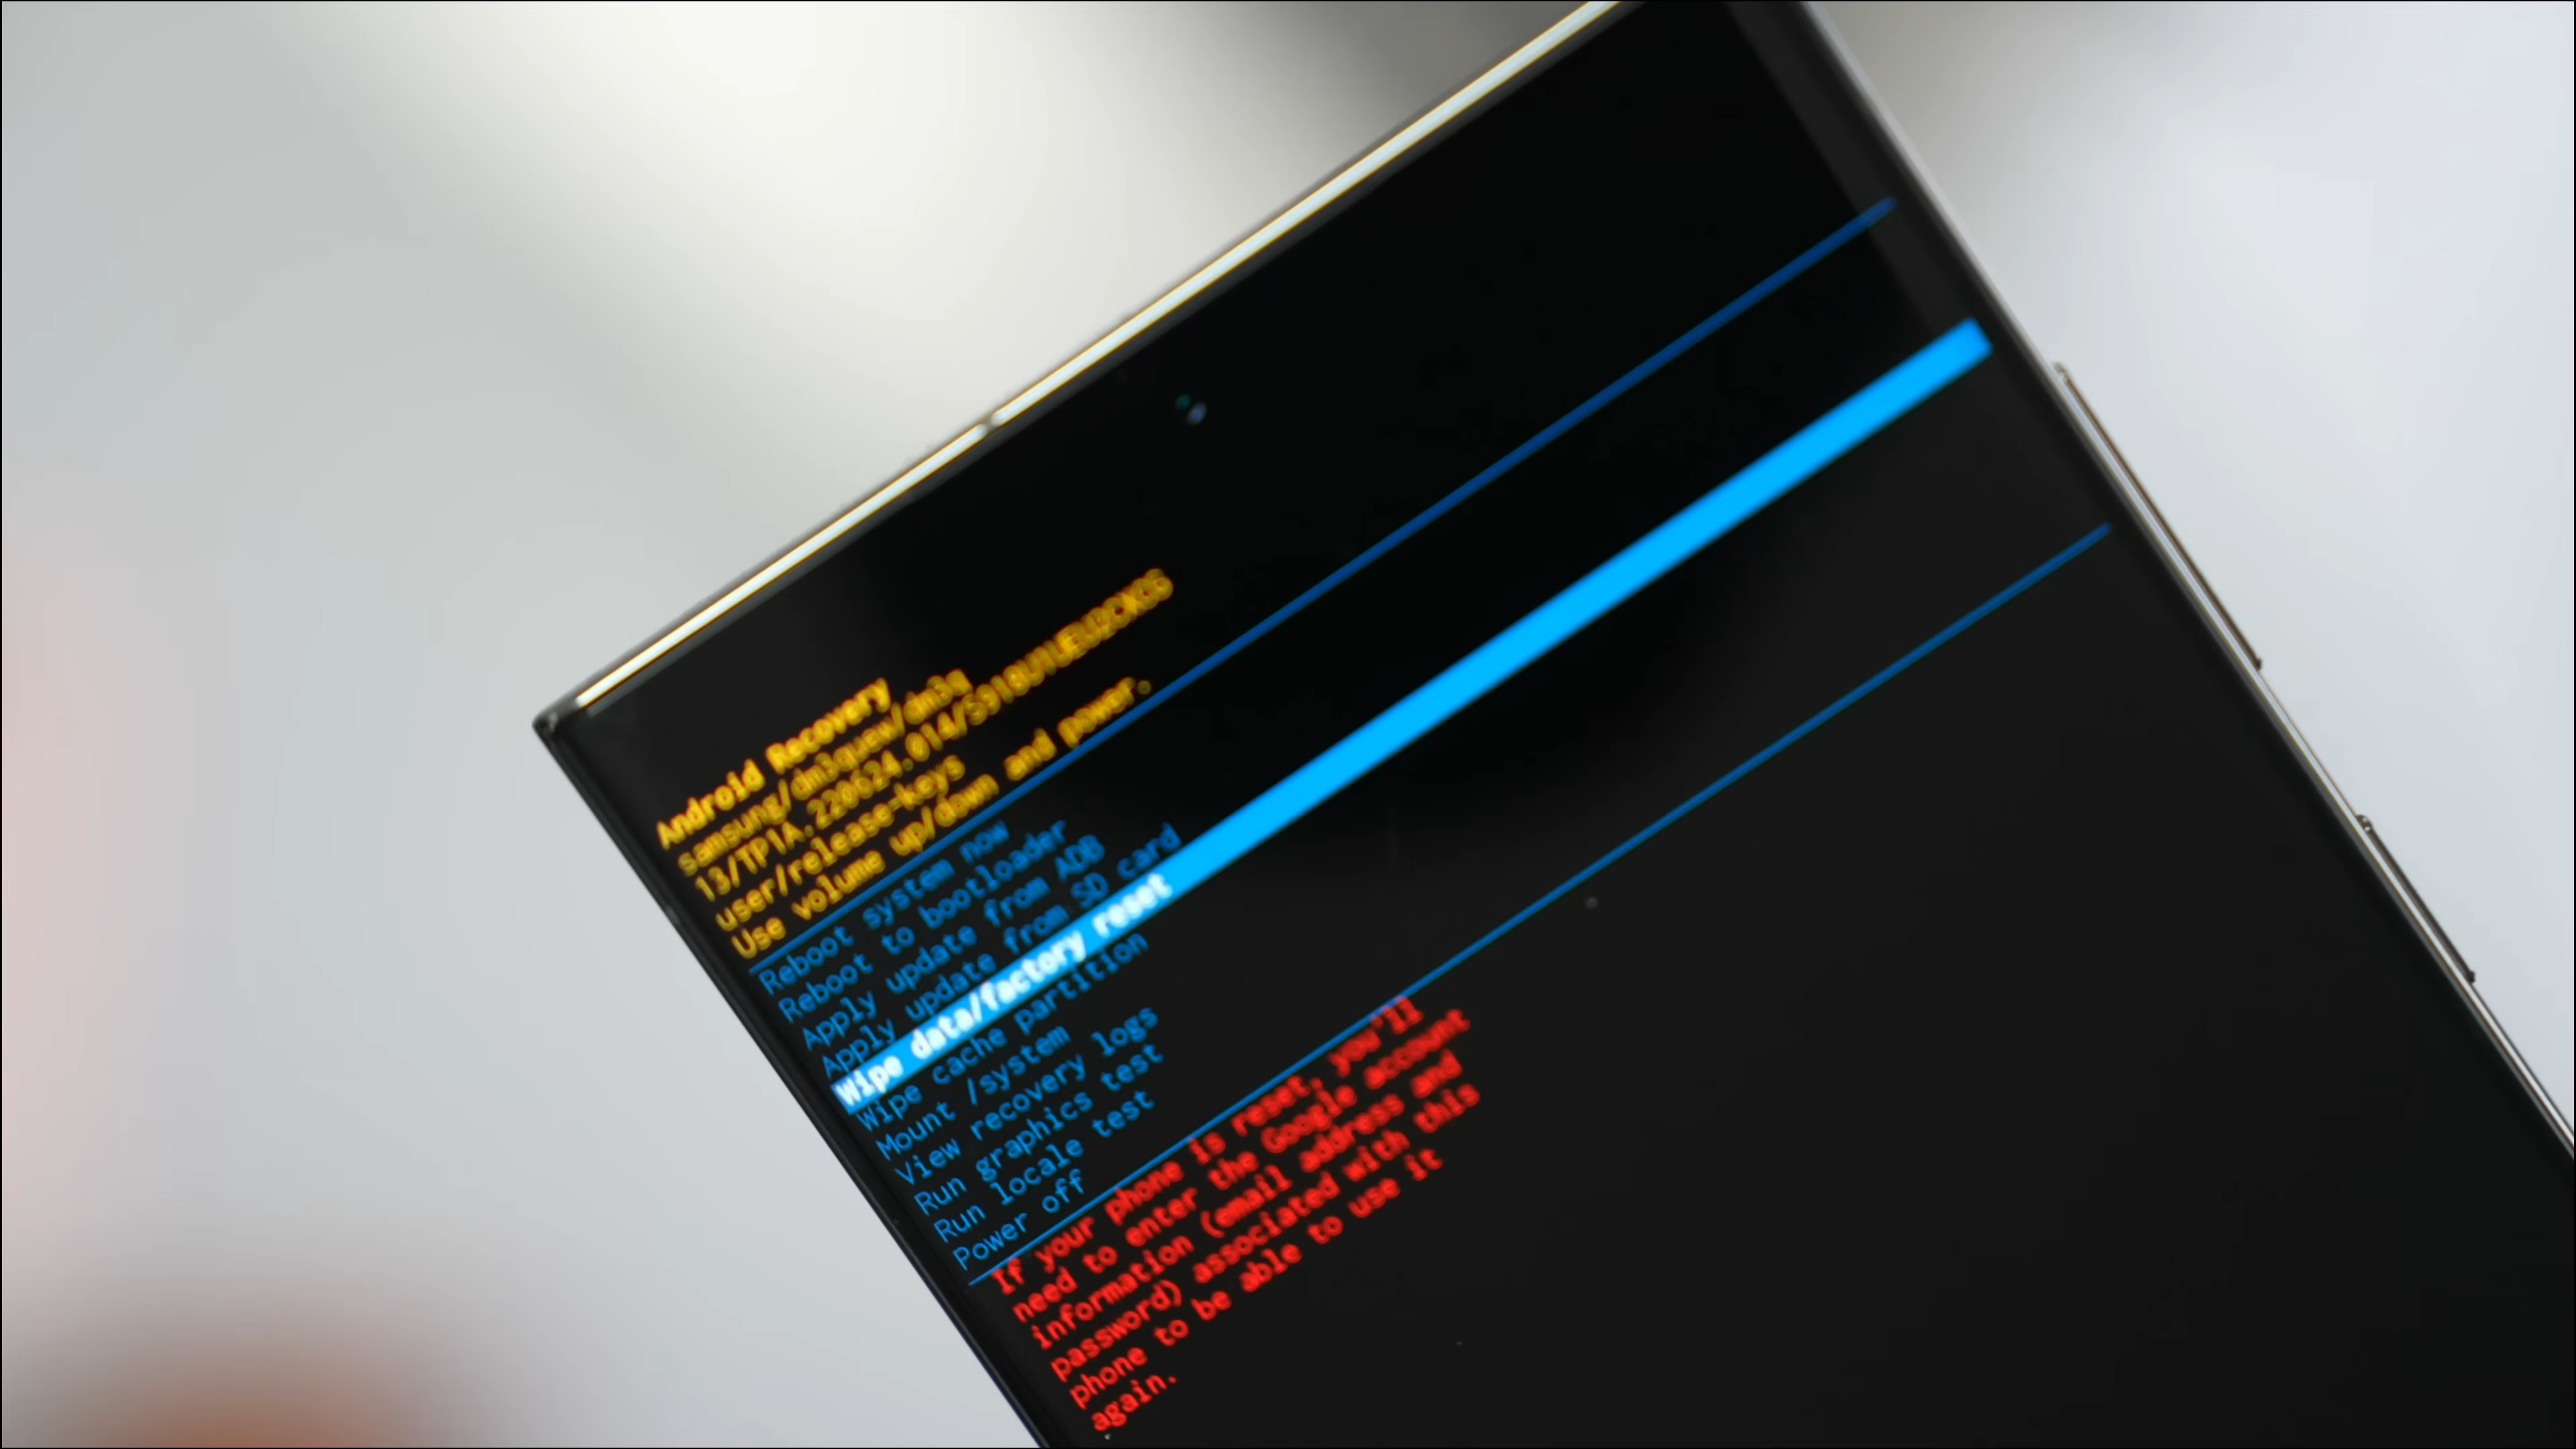 Android Recovery
samsung/dm3quew/dm3q
13/TP1A.220624.014/
user/release-keys
Use volume up/down and power.
Reboot system now
Reboot to bootloader
Apply update from ADB
Apply update from SD card
Wipe data/factory reset
Wipe cache partition
Mount /system
View recovery logs
Run graphics test
Run locale test
Power off
If your phone is reset, you'll
need to enter the Google account
information (email address and
password) associated with this
phone to be able to use it
again.